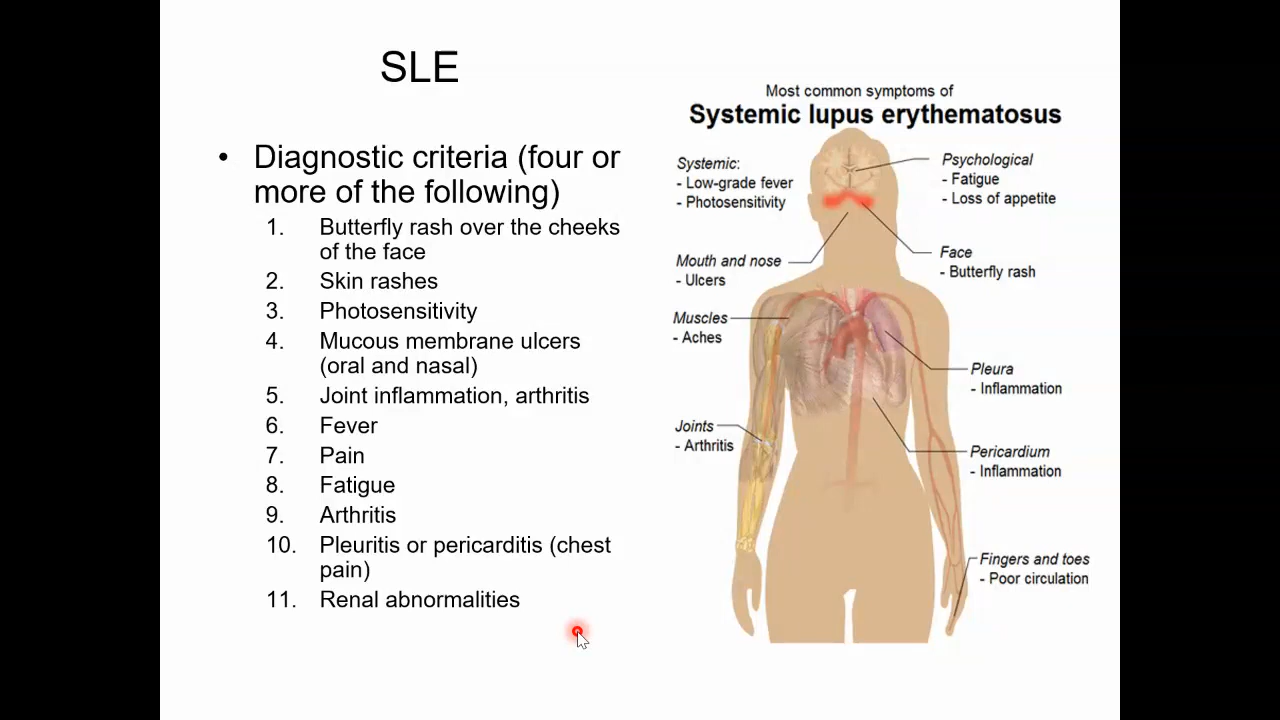 SLE
• Diagnostic criteria (four or
more of the following)
1. Butterfly rash over the cheeks
of the face
2. Skin rashes
3. Photosensitivity
4. Mucous membrane ulcers
(oral and nasal)
5. Joint inflammation, arthritis
6. Fever
7. Pain
8. Fatigue
9. Arthritis
10. Pleuritis or pericarditis (chest
pain)
11. Renal abnormalities
Most common symptoms of
Systemic lupus erythematosus
Systemic:
- Low-grade fever
- Photosensitivity
Mouth and nose
- Ulcers
Muscles
- Aches
Joints
- Arthritis
Psychological
- Fatigue
- Loss of appetite
Face
- Butterfly rash
Pleura
- Inflammation
Pericardium
- Inflammation
Fingers and toes
- Poor circulation